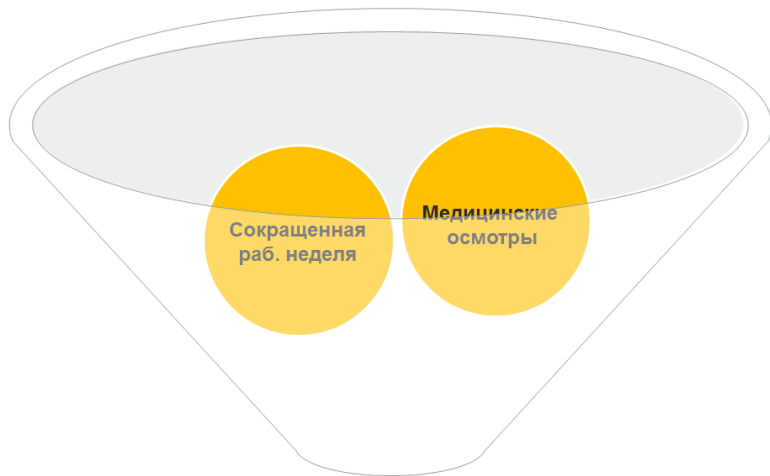 Сокращенная
раб. неделя
Медицинские
осмотры